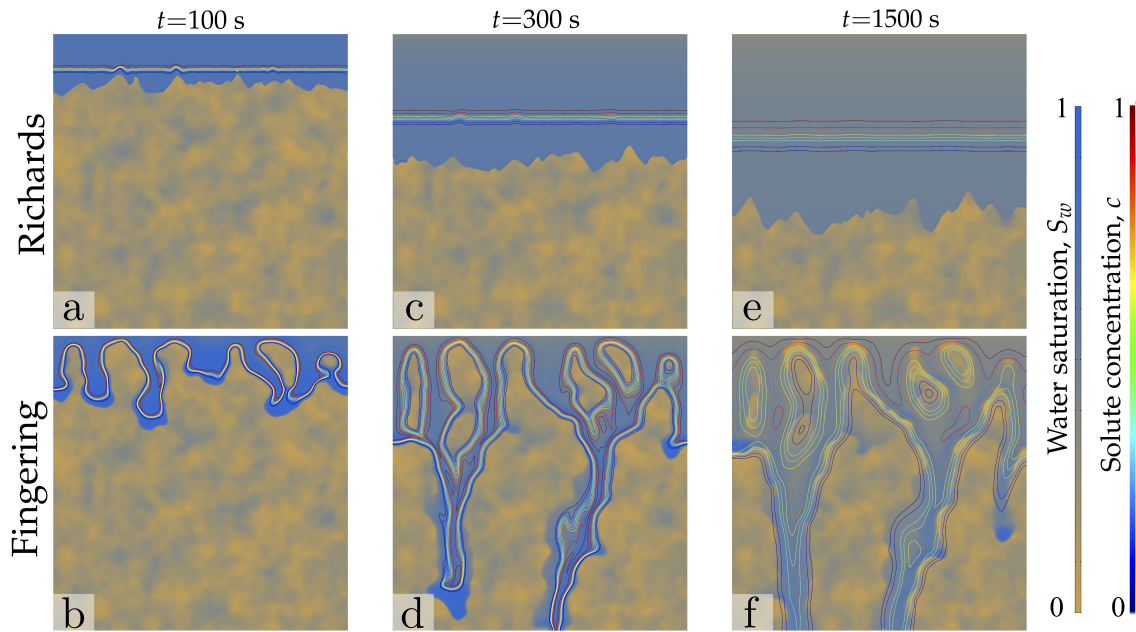 t=100 s
t=300 s
t=1500 s
Richards
a
c
e
Fingering
b
d
f
1
Water saturation, S_w
0
1
Solute concentration, c
0